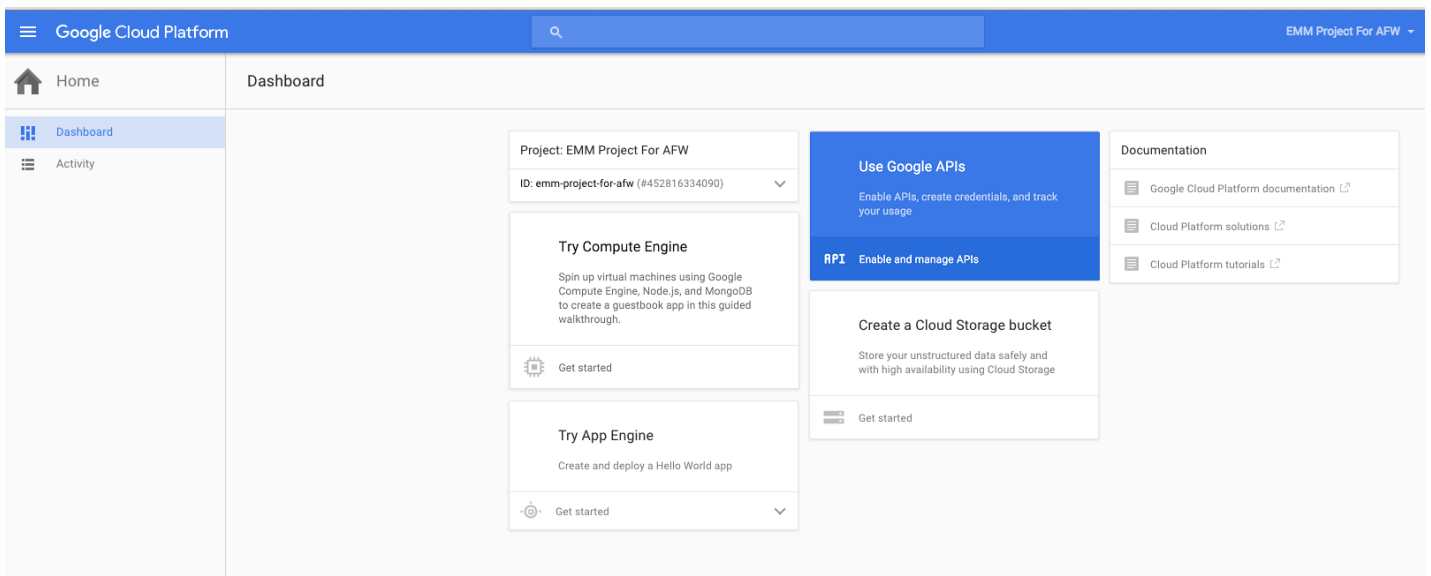 Google Cloud Platform
EMM Project For AFW
Home
Dashboard
Dashboard
Activity
Project: EMM Project For AFW
ID: emm-project-for-afw (#452816334090)
Try Compute Engine
Spin up virtual machines using Google
Compute Engine, Node.js, and MongoDB
to create a guestbook app in this guided
walkthrough.
Get started
Try App Engine
Create and deploy a Hello World app
Get started
Use Google APIs
Enable APIs, create credentials, and track
your usage
API Enable and manage APIs
Create a Cloud Storage bucket
Store your unstructured data safely and
with high availability using Cloud Storage
Get started
Documentation
Google Cloud Platform documentation
Cloud Platform solutions
Cloud Platform tutorials